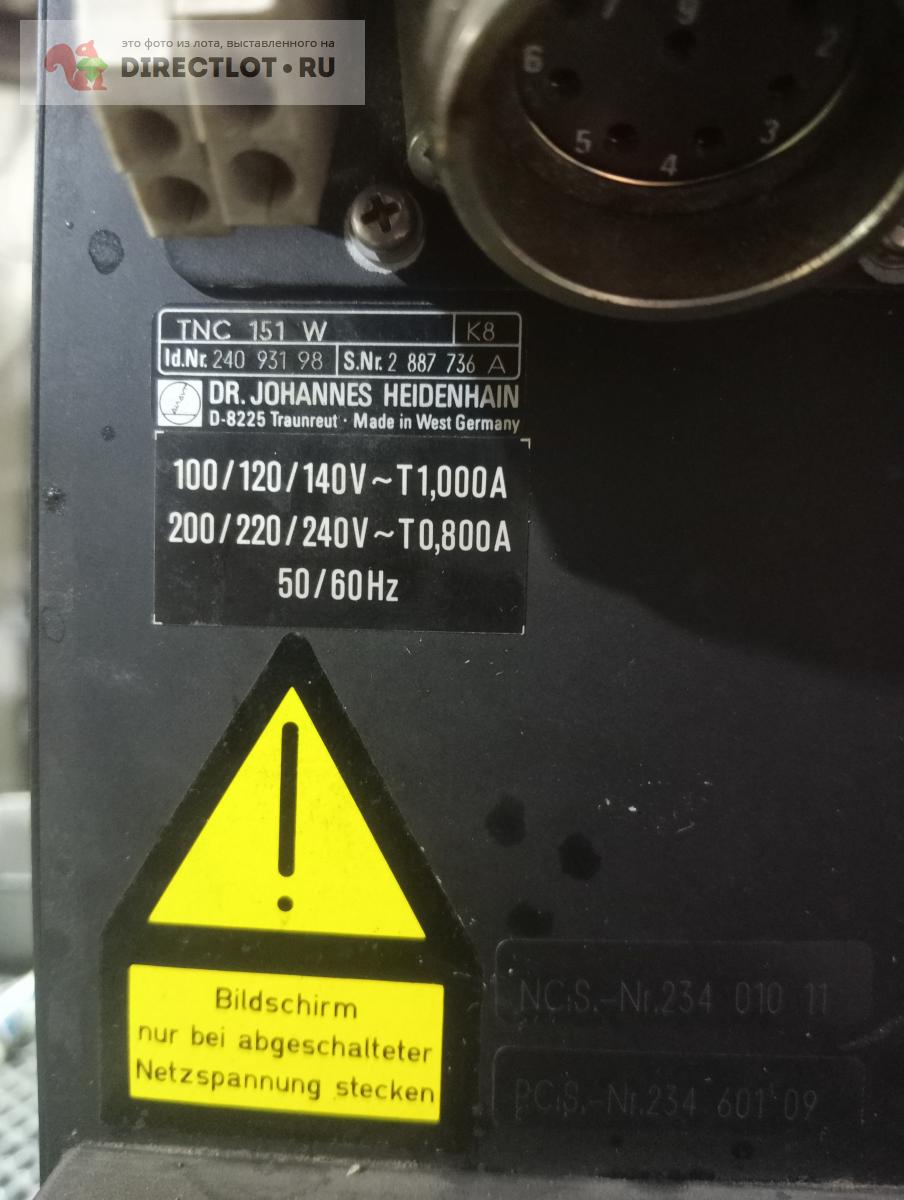 это фото из лота, выставленного на
DIRECTLOT.RU
7 9
6 2
5 3
4
TNC 151 W K8
Id.Nr. 240 931 98 S.Nr. 2 887 736 A
DR. JOHANNES HEIDENHAIN
D-8225 Traunreut · Made in West Germany
100/120/140V~T1,000A
200/220/240V~T0,800A
50/60Hz
Bildschirm
nur bei abgeschalteter
Netzspannung stecken
NC:S.-Nr.234 010 11
PC:S.-Nr.234 601 09